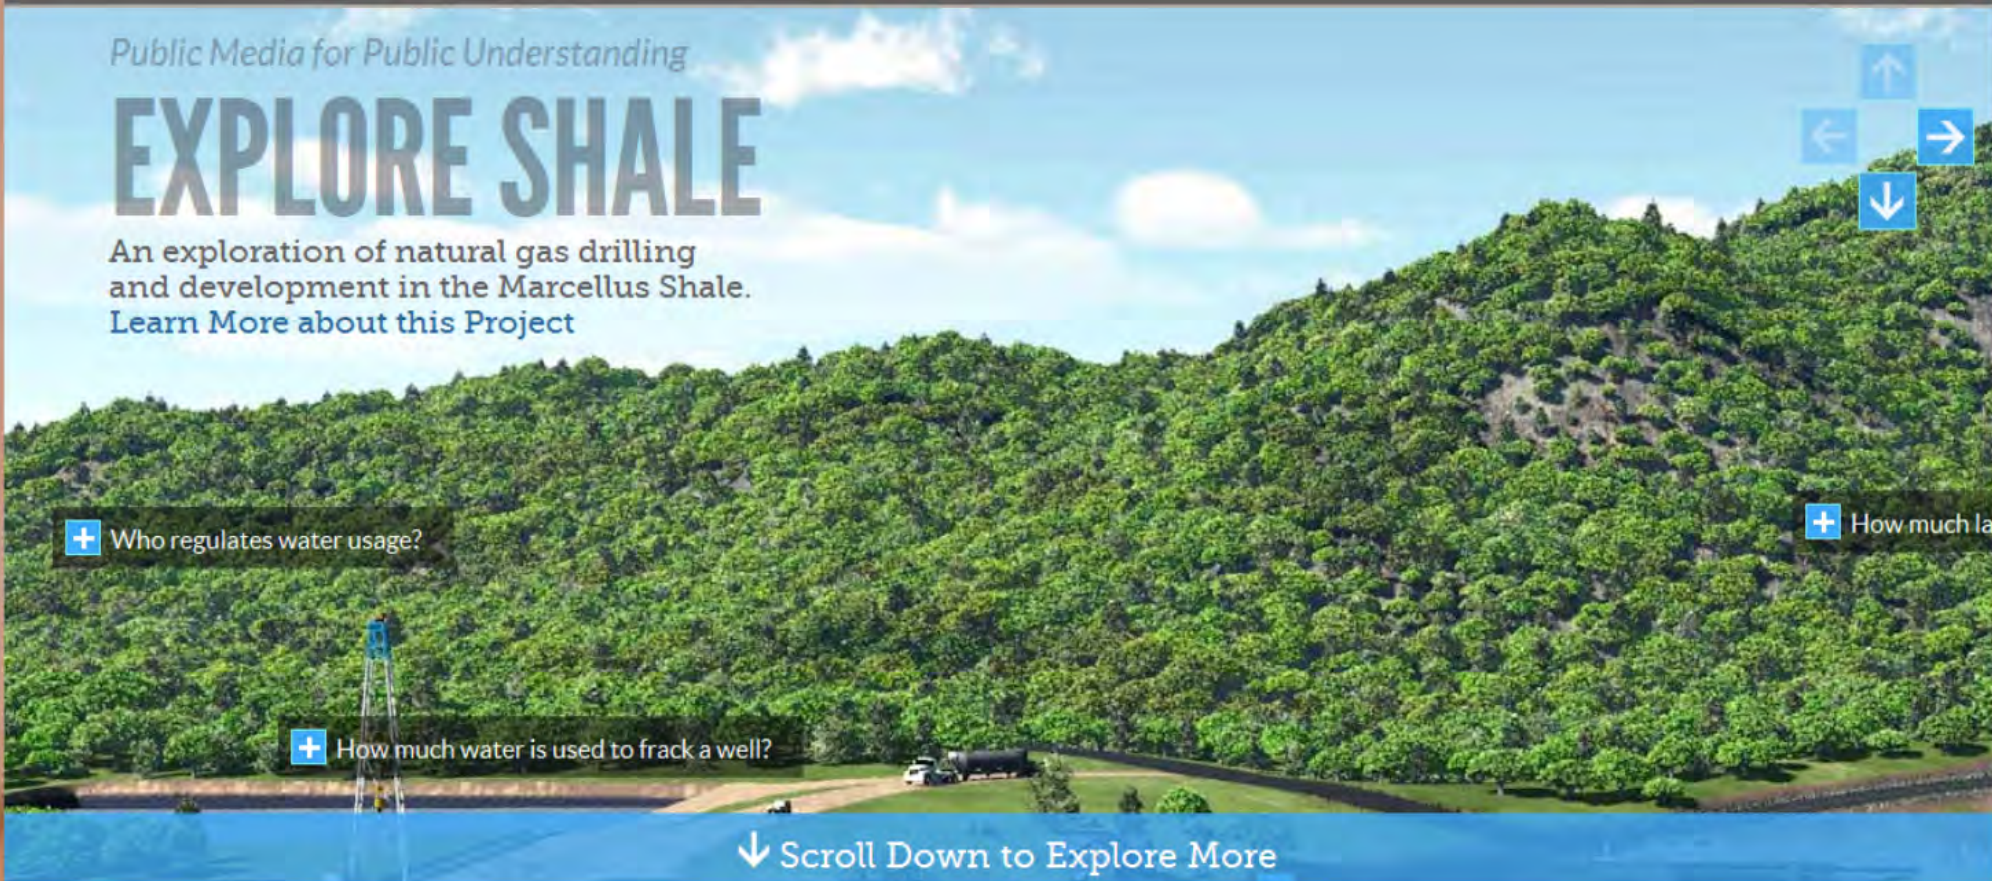 Public Media for Public Understanding
EXPLORE SHALE
An exploration of natural gas drilling
and development in the Marcellus Shale.
Learn More about this Project
Who regulates water usage?
How much
How much water is used to frack a well?
Scroll Down to Explore More